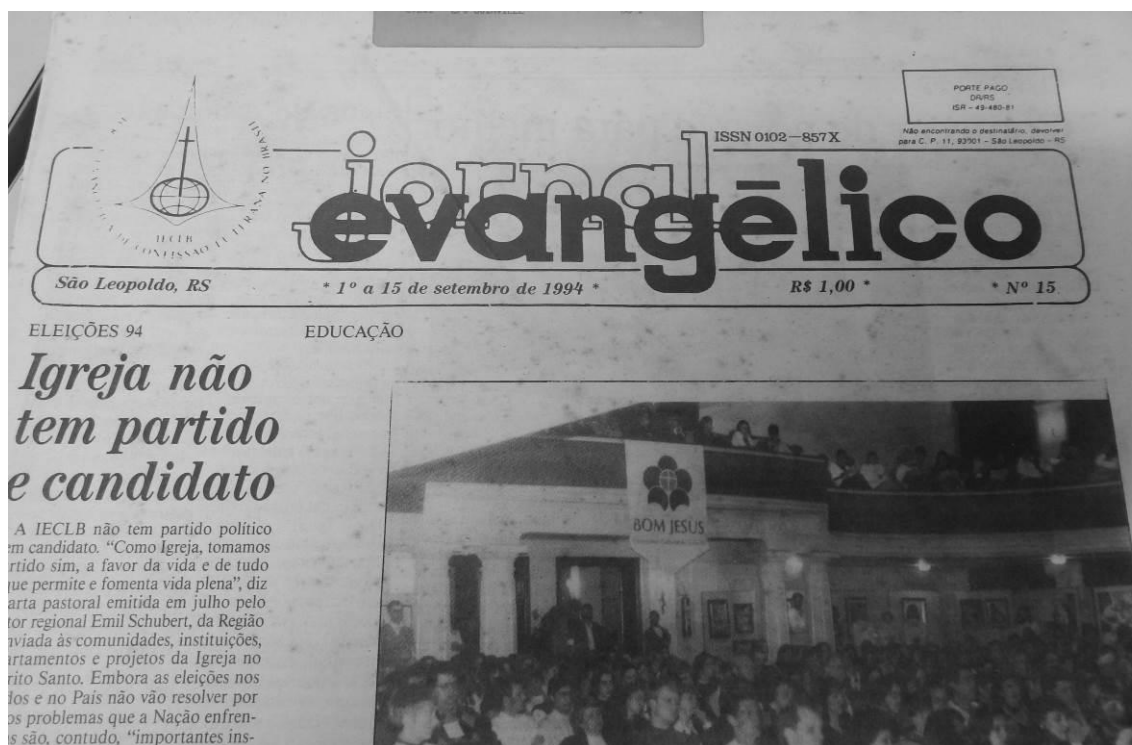 PORTE PAGO
DR/RS
ISR - 49-480-81
Não encontrando o destinatário, devolver
para C. P. 11, 93001 - São Leopoldo - RS
ISSN 0102-857X
jornal
evangélico
IECLB
São Leopoldo, RS * 1º a 15 de setembro de 1994 * R$ 1,00 * * Nº 15
ELEIÇÕES 94
Igreja não
tem partido
e candidato
A IECLB não tem partido político
em candidato. “Como Igreja, tomamos
rtido sim, a favor da vida e de tudo
que permite e fomenta vida plena”, diz
arta pastoral emitida em julho pelo
tor regional Emil Schubert, da Região
nviada às comunidades, instituições,
artamentos e projetos da Igreja no
rito Santo. Embora as eleições nos
dos e no País não vão resolver por
os problemas que a Nação enfren-
s são, contudo, “importantes ins-
EDUCAÇÃO
BOM JESUS